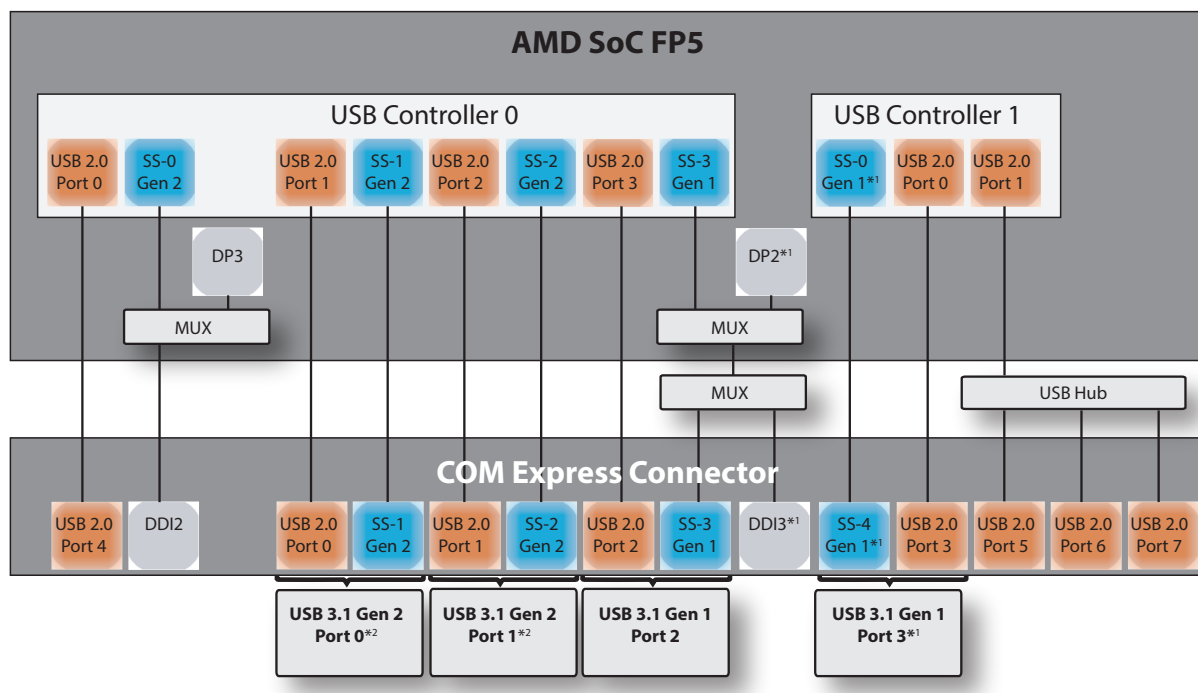 AMD SoC FP5
USB Controller 0
USB Controller 1
USB 2.0
Port 0
SS-0
Gen 2
USB 2.0
Port 1
SS-1
Gen 2
USB 2.0
Port 2
SS-2
Gen 2
USB 2.0
Port 3
SS-3
Gen 1
SS-0
Gen 1*1
USB 2.0
Port 0
USB 2.0
Port 1
DP3
DP2*1
MUX
MUX
MUX
USB Hub
COM Express Connector
USB 2.0
Port 4
DDI2
USB 2.0
Port 0
SS-1
Gen 2
USB 2.0
Port 1
SS-2
Gen 2
USB 2.0
Port 2
SS-3
Gen 1
DDI3*1
SS-4
Gen 1*1
USB 2.0
Port 3
USB 2.0
Port 5
USB 2.0
Port 6
USB 2.0
Port 7
USB 3.1 Gen 2
Port 0*2
USB 3.1 Gen 2
Port 1*2
USB 3.1 Gen 1
Port 2
USB 3.1 Gen 1
Port 3*1